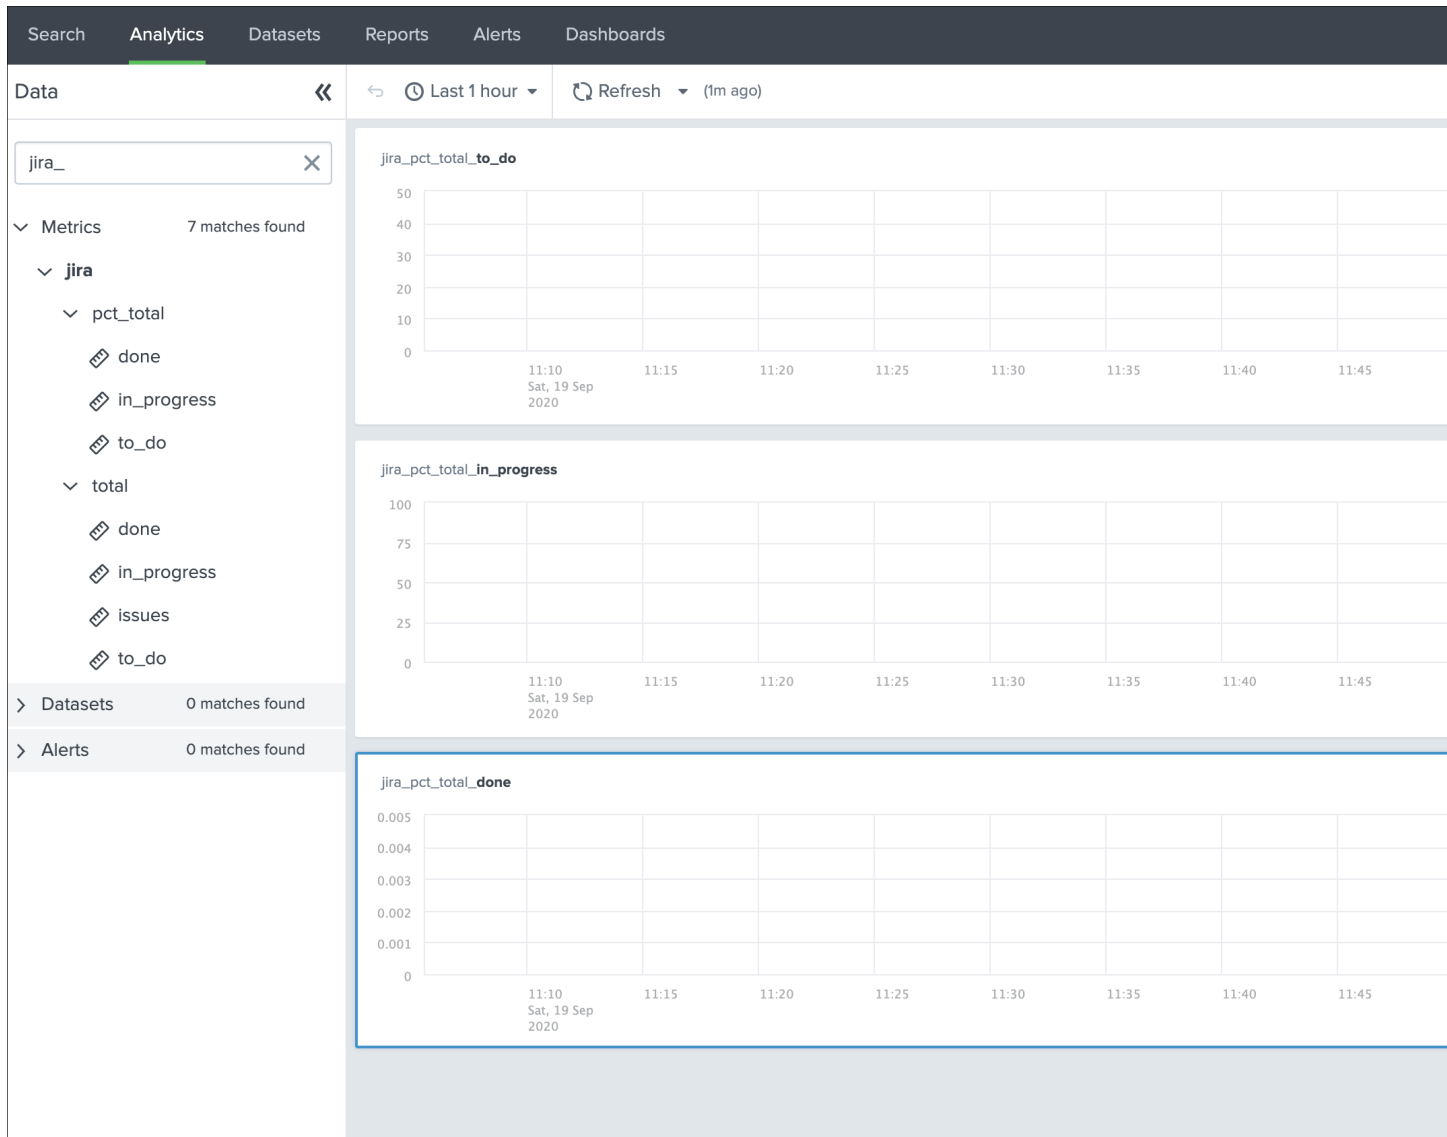 Search Analytics Datasets Reports Alerts Dashboards
Data
Last 1 hour Refresh (1m ago)
jira_
Metrics 7 matches found
jira
pct_total
done
in_progress
to_do
total
done
in_progress
issues
to_do
Datasets 0 matches found
Alerts 0 matches found
jira_pct_total_to_do
50
40
30
20
10
0
11:10 11:15 11:20 11:25 11:30 11:35 11:40 11:45
Sat, 19 Sep
2020
jira_pct_total_in_progress
100
75
50
25
0
11:10 11:15 11:20 11:25 11:30 11:35 11:40 11:45
Sat, 19 Sep
2020
jira_pct_total_done
0.005
0.004
0.003
0.002
0.001
0
11:10 11:15 11:20 11:25 11:30 11:35 11:40 11:45
Sat, 19 Sep
2020